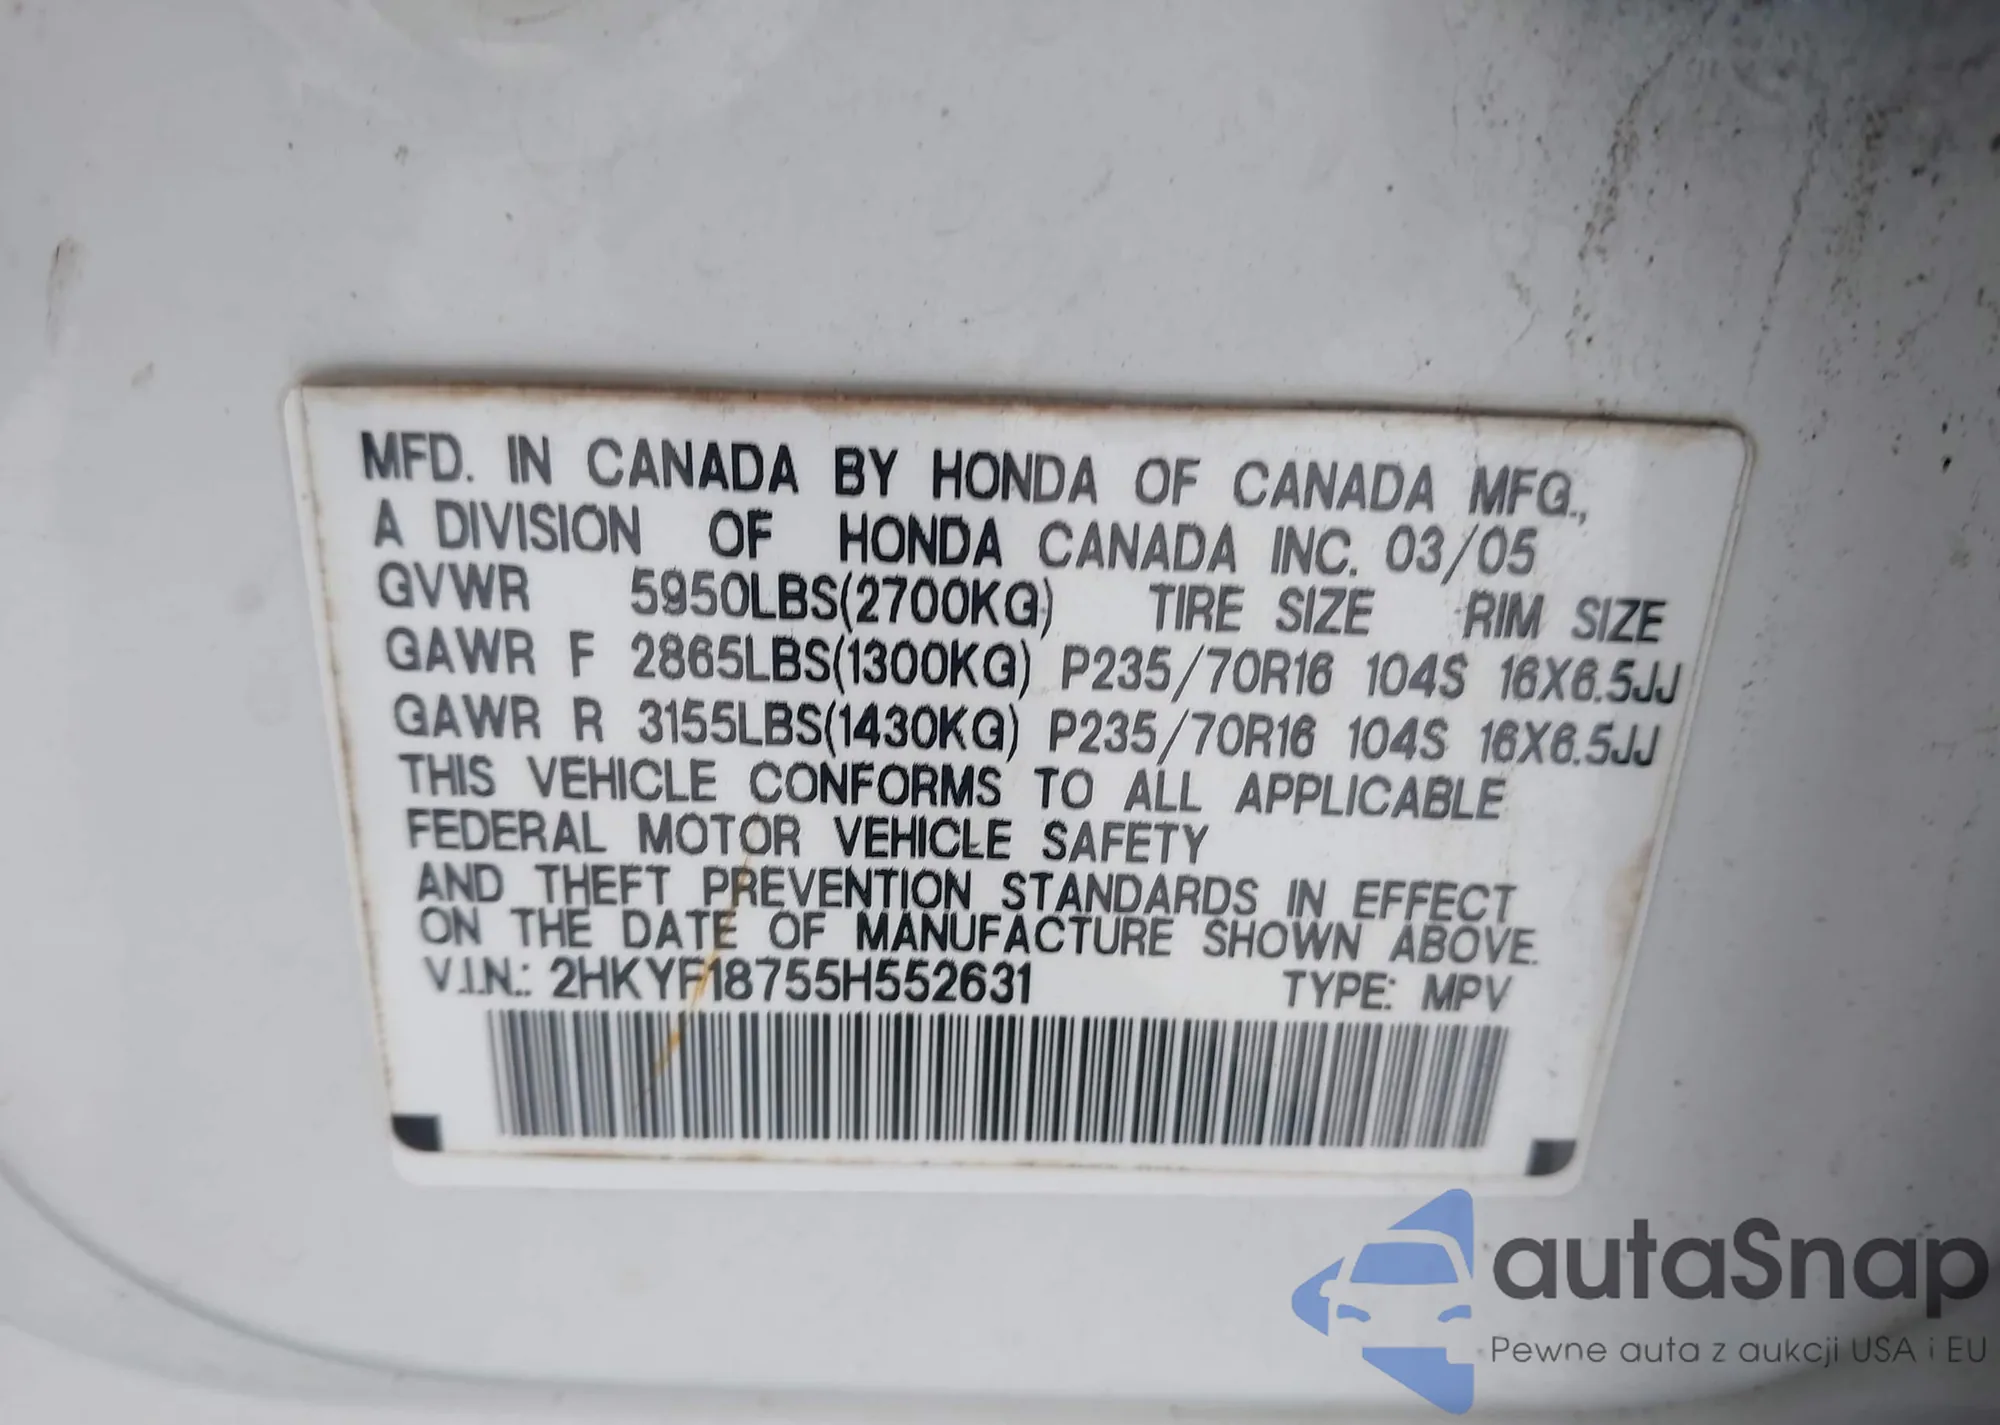 MFD. IN CANADA BY HONDA OF CANADA MFG.,
A DIVISION OF HONDA CANADA INC. 03/05
GVWR 5950LBS(2700KG) TIRE SIZE RIM SIZE
GAWR F 2865LBS(1300KG) P235/70R16 104S 16X6.5JJ
GAWR R 3155LBS(1430KG) P235/70R16 104S 16X6.5JJ
THIS VEHICLE CONFORMS TO ALL APPLICABLE
FEDERAL MOTOR VEHICLE SAFETY
AND THEFT PREVENTION STANDARDS IN EFFECT
ON THE DATE OF MANUFACTURE SHOWN ABOVE.
V.I.N.: 2HKYF18755H552631 TYPE: MPV
autaSnap
Pewne auta z aukcji USA i EU